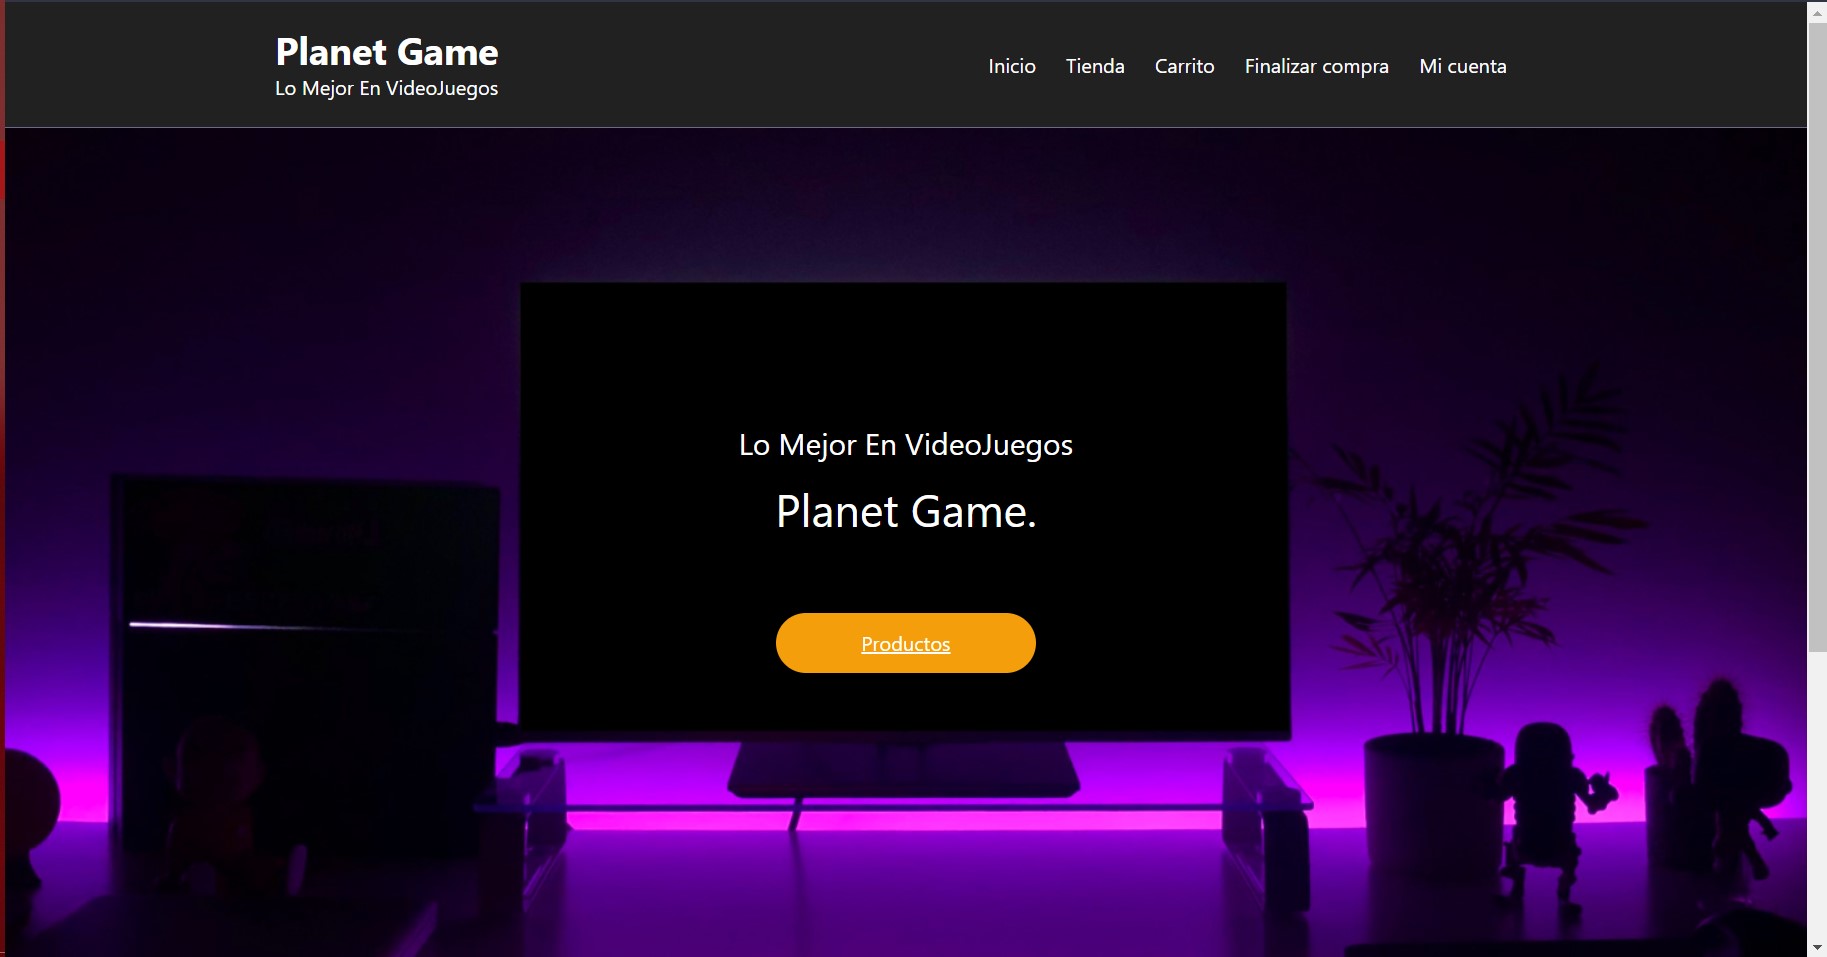 Planet Game
Lo Mejor En VideoJuegos
Inicio Tienda Carrito Finalizar compra Mi cuenta
Lo Mejor En VideoJuegos
Planet Game.
Productos